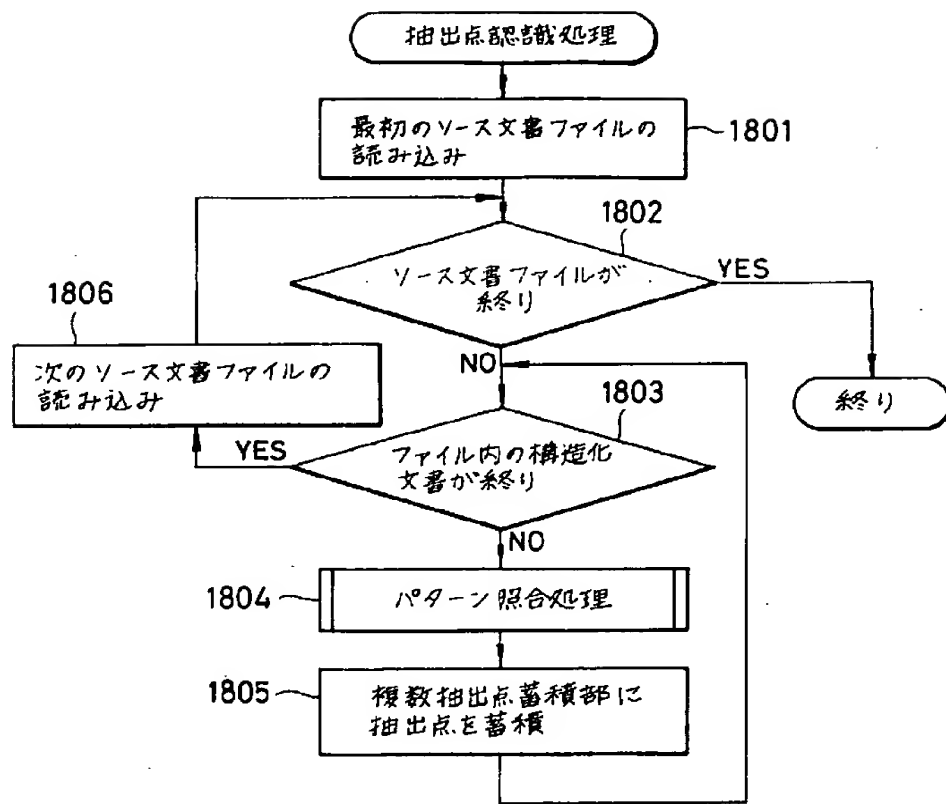 抽出点認識処理
最初のソース文書ファイルの
読み込み
1801
1802
ソース文書ファイルが
終り
YES
1806
次のソース文書ファイルの
読み込み
NO
1803
終り
YES
ファイル内の構造化
文書が終り
NO
1804
パターン照合処理
1805
複数抽出点蓄積部に
抽出点を蓄積